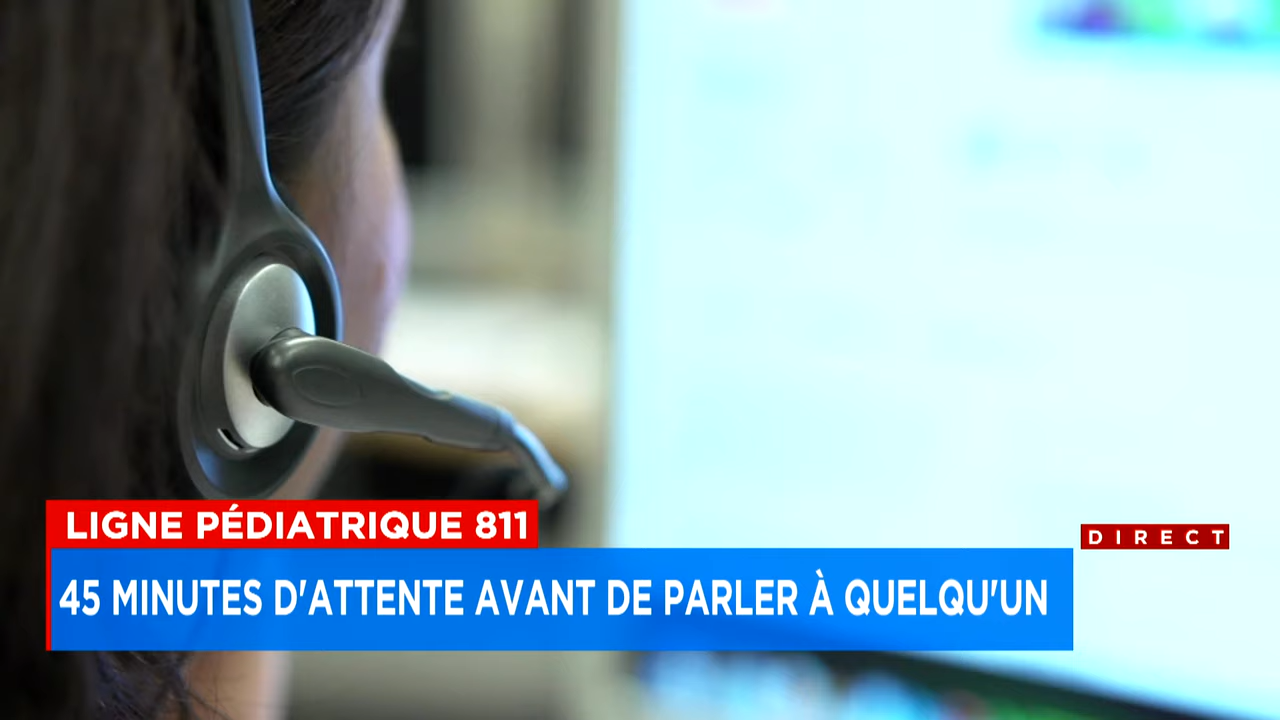 LIGNE PÉDIATRIQUE 811
DIRECT
45 MINUTES D'ATTENTE AVANT DE PARLER À QUELQU'UN